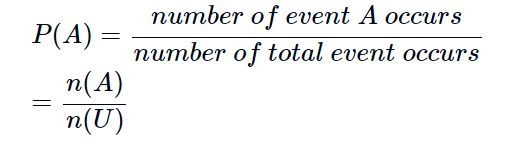 P(A) = number of event A occurs / number of total event occurs
= n(A) / n(U)